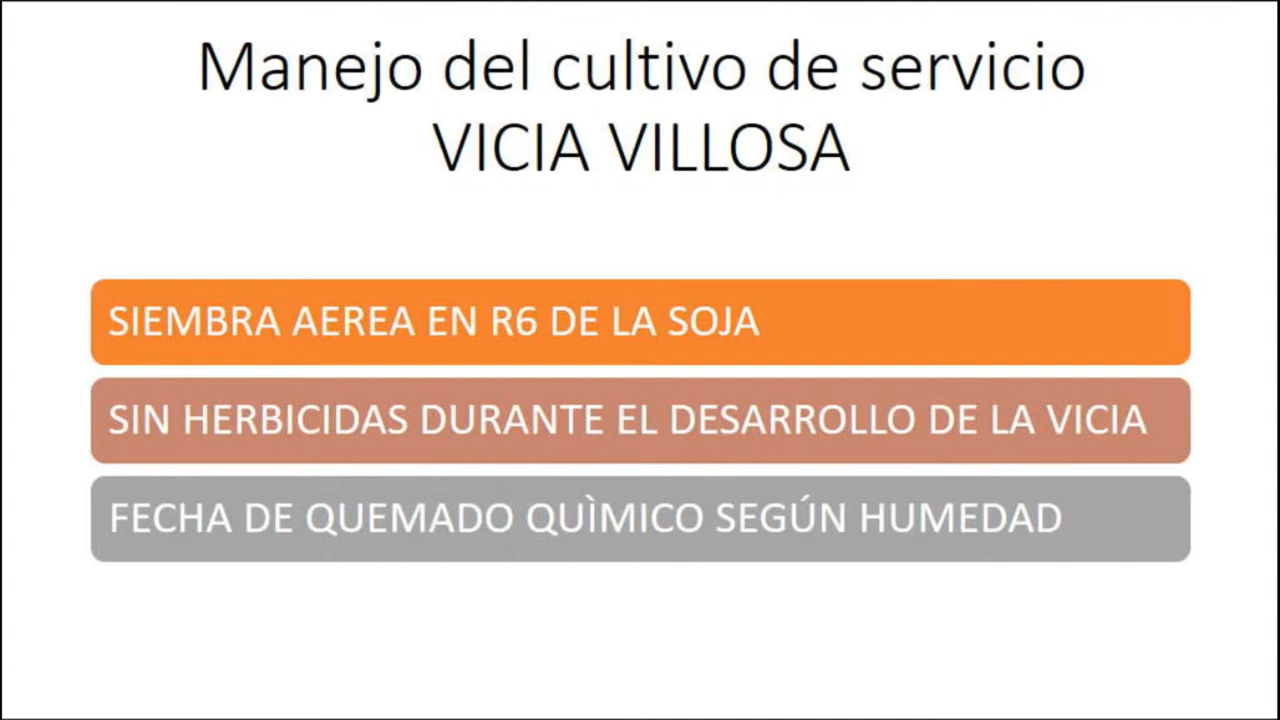 Manejo del cultivo de servicio
VICIA VILLOSA
SIEMBRA AEREA EN R6 DE LA SOJA
SIN HERBICIDAS DURANTE EL DESARROLLO DE LA VICIA
FECHA DE QUEMADO QUÌMICO SEGÚN HUMEDAD